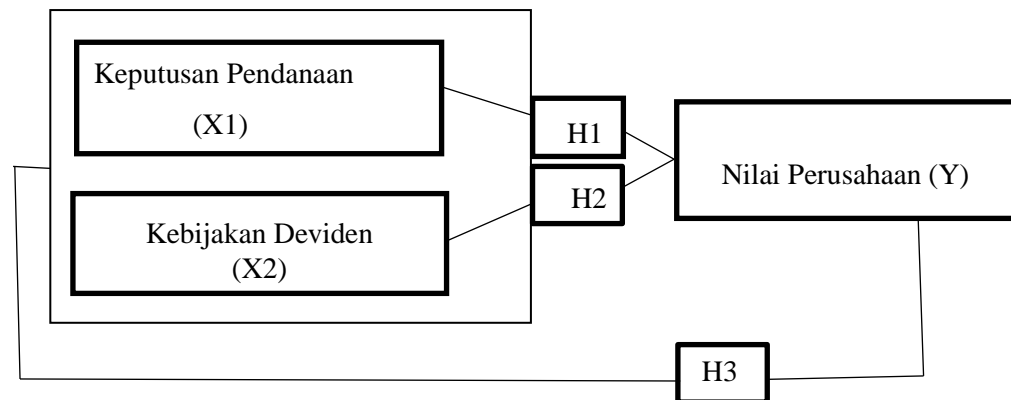 Keputusan Pendanaan
(X1)
H1
Nilai Perusahaan (Y)
H2
Kebijakan Deviden
(X2)
H3